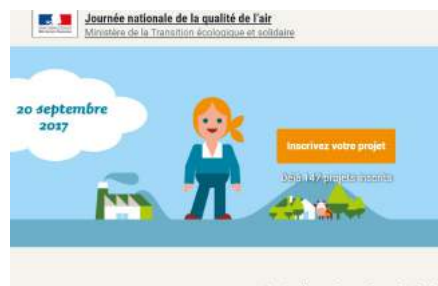 Journée nationale de la qualité de l'air
Ministère de la Transition écologique et solidaire
20 septembre
2017
Inscrivez votre projet
Déjà 147 projets inscrits